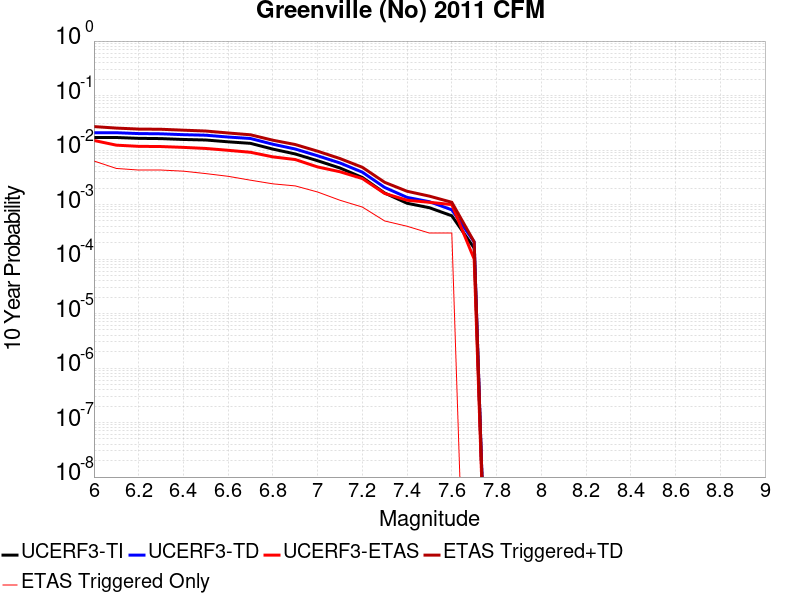 Greenville (No) 2011 CFM
10^0
10^-1
10^-2
10^-3
10^-4
10^-5
10^-6
10^-7
10^-8
10 Year Probability
6 6.2 6.4 6.6 6.8 7 7.2 7.4 7.6 7.8 8 8.2 8.4 8.6 8.8 9
Magnitude
UCERF3-TI UCERF3-TD UCERF3-ETAS ETAS Triggered+TD
ETAS Triggered Only